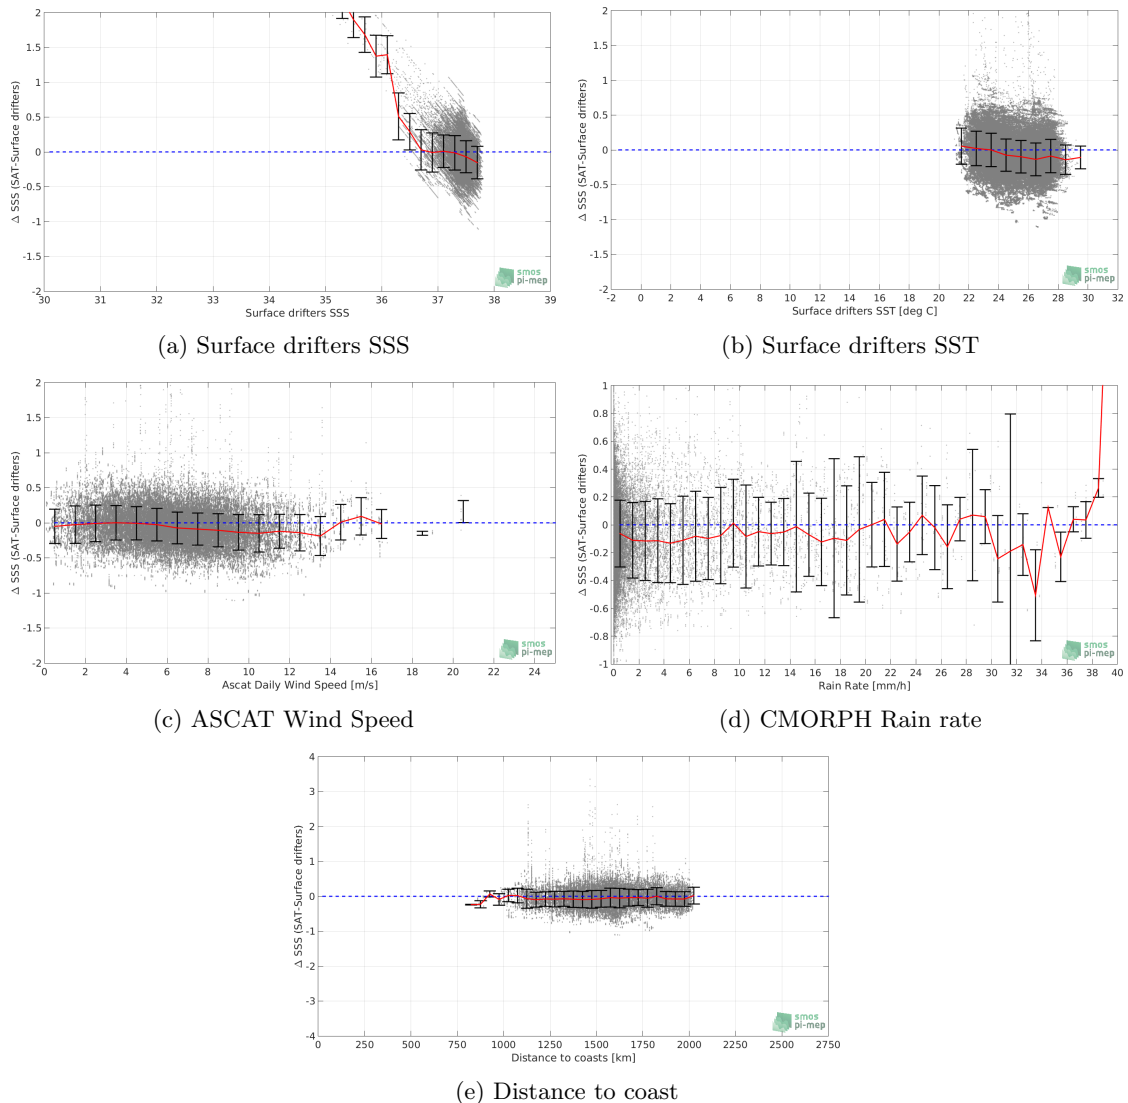 2
1.5
1
0.5
0
-0.5
-1
-1.5
-2
30 31 32 33 34 35 36 37 38 39
Δ SSS (SAT-Surface drifters)
Surface drifters SSS
smos
pi-mep
(a) Surface drifters SSS
2
1.5
1
0.5
0
-0.5
-1
-1.5
-2
-2 0 2 4 6 8 10 12 14 16 18 20 22 24 26 28 30 32
Δ SSS (SAT-Surface drifters)
Surface drifters SST [deg C]
smos
pi-mep
(b) Surface drifters SST
2
1.5
1
0.5
0
-0.5
-1
-1.5
-2
0 2 4 6 8 10 12 14 16 18 20 22 24
Δ SSS (SAT-Surface drifters)
Ascat Daily Wind Speed [m/s]
smos
pi-mep
(c) ASCAT Wind Speed
1
0.8
0.6
0.4
0.2
0
-0.2
-0.4
-0.6
-0.8
-1
0 2 4 6 8 10 12 14 16 18 20 22 24 26 28 30 32 34 36 38 40
Δ SSS (SAT-Surface drifters)
Rain Rate [mm/h]
smos
pi-mep
(d) CMORPH Rain rate
4
3
2
1
0
-1
-2
-3
-4
0 250 500 750 1000 1250 1500 1750 2000 2250 2500 2750
Δ SSS (SAT-Surface drifters)
Distance to coasts [km]
smos
pi-mep
(e) Distance to coast